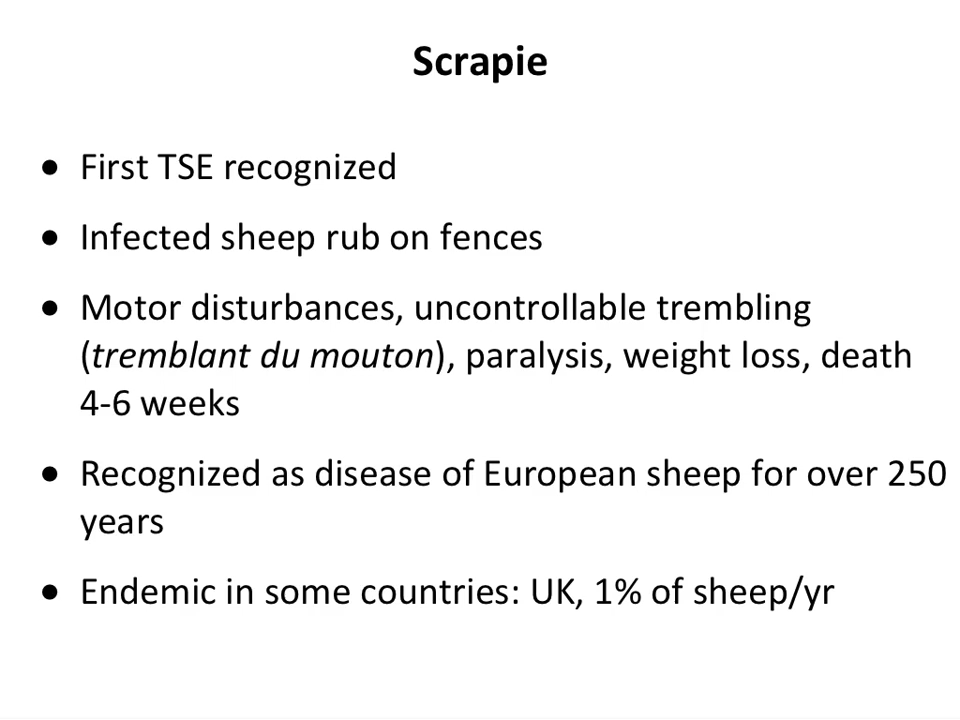 Scrapie
• First TSE recognized
• Infected sheep rub on fences
• Motor disturbances, uncontrollable trembling
(tremblant du mouton), paralysis, weight loss, death
4-6 weeks
• Recognized as disease of European sheep for over 250
years
• Endemic in some countries: UK, 1% of sheep/yr